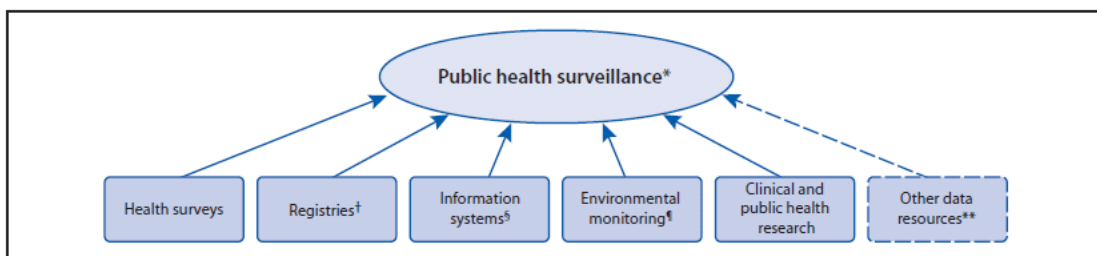 Public health surveillance*
Health surveys
Registries†
Information
systems§
Environmental
monitoring¶
Clinical and
public health
research
Other data
resources**